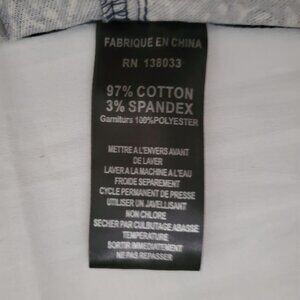 FABRIQUE EN CHINA
RN 138033
97% COTTON
3% SPANDEX
Garniturs 100%POLYESTER
METTRE A L'ENVERS AVANT
DE LAVER
LAVER A LA MACHINE A L'EAU
FROIDE SEPAREMENT
CYCLE PERMANENT DE PRESSE
UTILISER UN JAVELLISANT
NON CHLORE
SECHER PAR CULBUTAGE ABASSE
TEMPERATURE
SORTIR IMMEDIATEMENT
NE PAS REPASSER